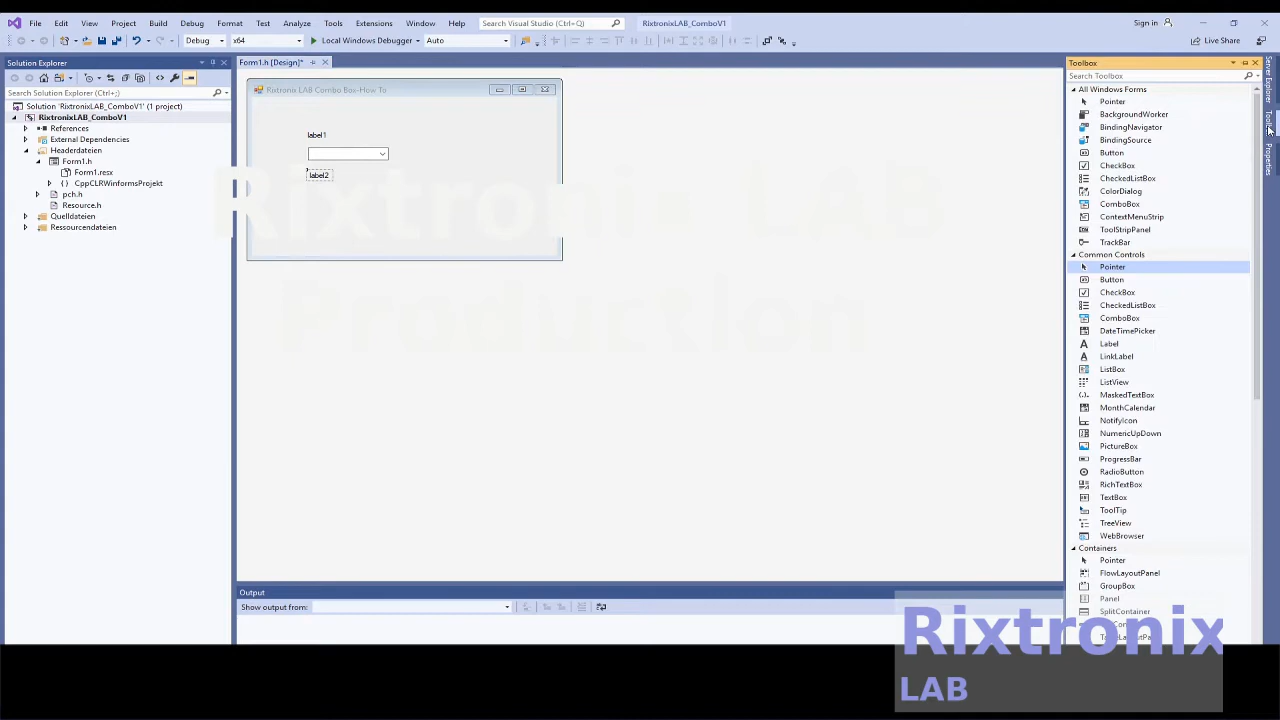 File Edit View Project Build Debug Format Test Analyze Tools Extensions Window Help Search Visual Studio (Ctrl+Q) RixtronixLAB_ComboV1 Sign in
Debug x64 Local Windows Debugger Auto Live Share
Solution Explorer
Search Solution Explorer (Ctrl+;)
Solution 'RixtronixLAB_ComboV1' (1 project)
RixtronixLAB_ComboV1
References
External Dependencies
Headerdateien
Form1.h
Form1.resx
CppCLRWinformsProjekt
pch.h
Resource.h
Quelldateien
Ressourcendateien
Form1.h [Design]*
Rixtronix LAB Combo Box-How To
label1
label2
Rixtronix LAB
Production
Output
Show output from:
Toolbox
Search Toolbox
All Windows Forms
Pointer
BackgroundWorker
BindingNavigator
BindingSource
Button
CheckBox
CheckedListBox
ColorDialog
ComboBox
ContextMenuStrip
ToolStripPanel
TrackBar
Common Controls
Pointer
Button
CheckBox
CheckedListBox
ComboBox
DateTimePicker
Label
LinkLabel
ListBox
ListView
MaskedTextBox
MonthCalendar
NotifyIcon
NumericUpDown
PictureBox
ProgressBar
RadioButton
RichTextBox
TextBox
ToolTip
TreeView
WebBrowser
Containers
Pointer
FlowLayoutPanel
GroupBox
Panel
SplitContainer
Server Explorer
Properties
Rixtronix
LAB